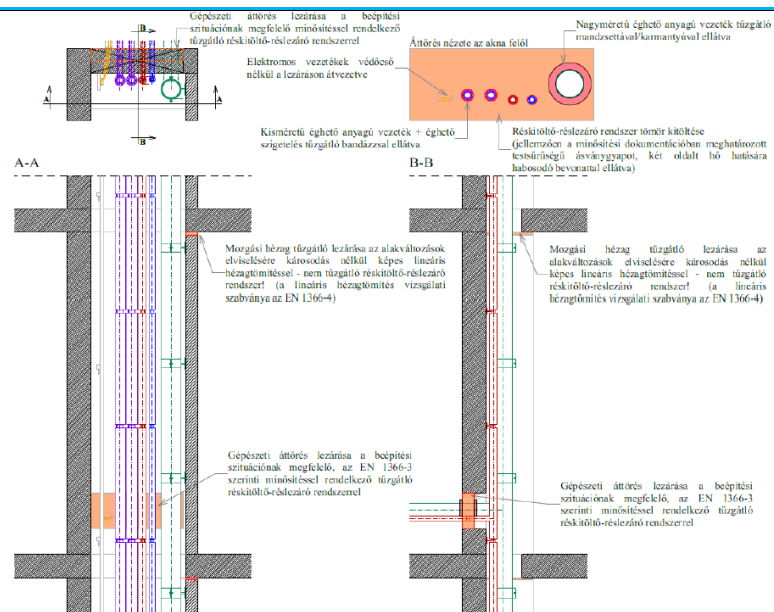 Gépészeti áttörés lezárása a beépítési
szituációnak megfelelő minősítéssel rendelkező
tűzgátló réskitöltő-réslezáró rendszerrel
B
B
A
A
Nagyméretű éghető anyagú vezeték tűzgátló
mandzsettával/karmantyúval ellátva
Áttörés nézete az akna felől
Elektromos vezetékek védőcső
nélkül a lezáráson átvezetve
Kisméretű éghető anyagú vezeték + éghető
szigetelés tűzgátló bandázzsal ellátva
Réskitöltő-réslezáró rendszer tömör kitöltése
(jellemzően a minősítési dokumentációban meghatározott
testsűrűségű ásványgyapot, két oldalt hő hatására
habosodó bevonattal ellátva)
A-A
B-B
Mozgási hézag tűzgátló lezárása az alakváltozások
elviselésére károsodás nélkül képes lineáris
hézagtömítéssel - nem tűzgátló réskitöltő-réslezáró
rendszer! (a lineáris hézagtömítés vizsgálati
szabványa az EN 1366-4)
Mozgási hézag tűzgátló lezárása az
alakváltozások elviselésére károsodás nélkül
képes lineáris hézagtömítéssel - nem tűzgátló
réskitöltő-réslezáró rendszer! (a lineáris
hézagtömítés vizsgálati szabványa az EN 1366-4)
Gépészeti áttörés lezárása a beépítési
szituációnak megfelelő, az EN 1366-3
szerinti minősítéssel rendelkező tűzgátló
réskitöltő-réslezáró rendszerrel
Gépészeti áttörés lezárása a beépítési
szituációnak megfelelő, az EN 1366-3
szerinti minősítéssel rendelkező tűzgátló
réskitöltő-réslezáró rendszerrel